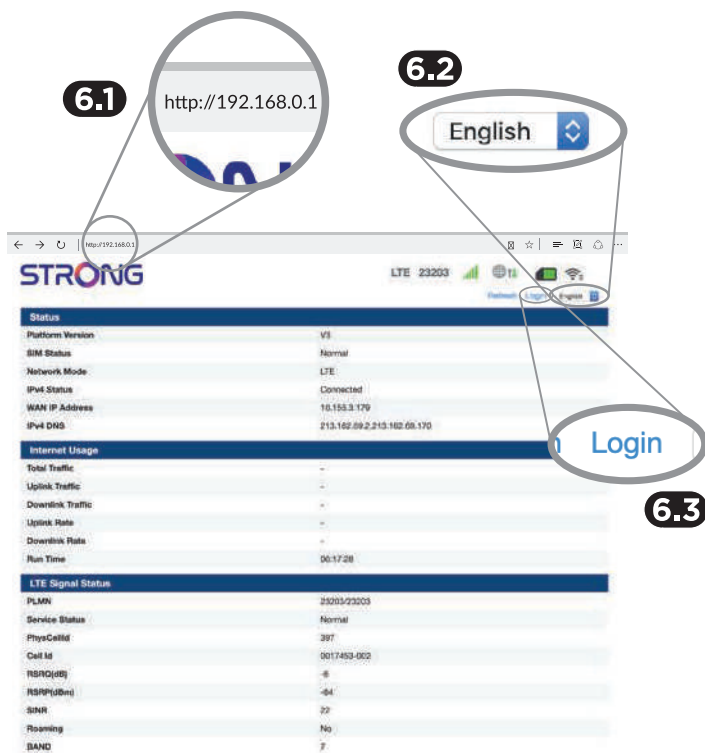 6.1
http://192.168.0.1
6.2
English
http://192.168.0.1
STRONG
LTE 23203
Refresh Login English
Status
Platform Version V3
SIM Status Normal
Network Mode LTE
IPv4 Status Connected
WAN IP Address 10.155.3.179
IPv4 DNS 213.162.69.2,213.162.69.170
Login
6.3
Internet Usage
Total Traffic -
Uplink Traffic -
Downlink Traffic -
Uplink Rate -
Downlink Rate -
Run Time 00:17:28
LTE Signal Status
PLMN 23203/23203
Service Status Normal
PhysCellId 397
Cell Id 0017453-002
RSRQ(dB) -6
RSRP(dBm) -64
SINR 22
Roaming No
BAND 7